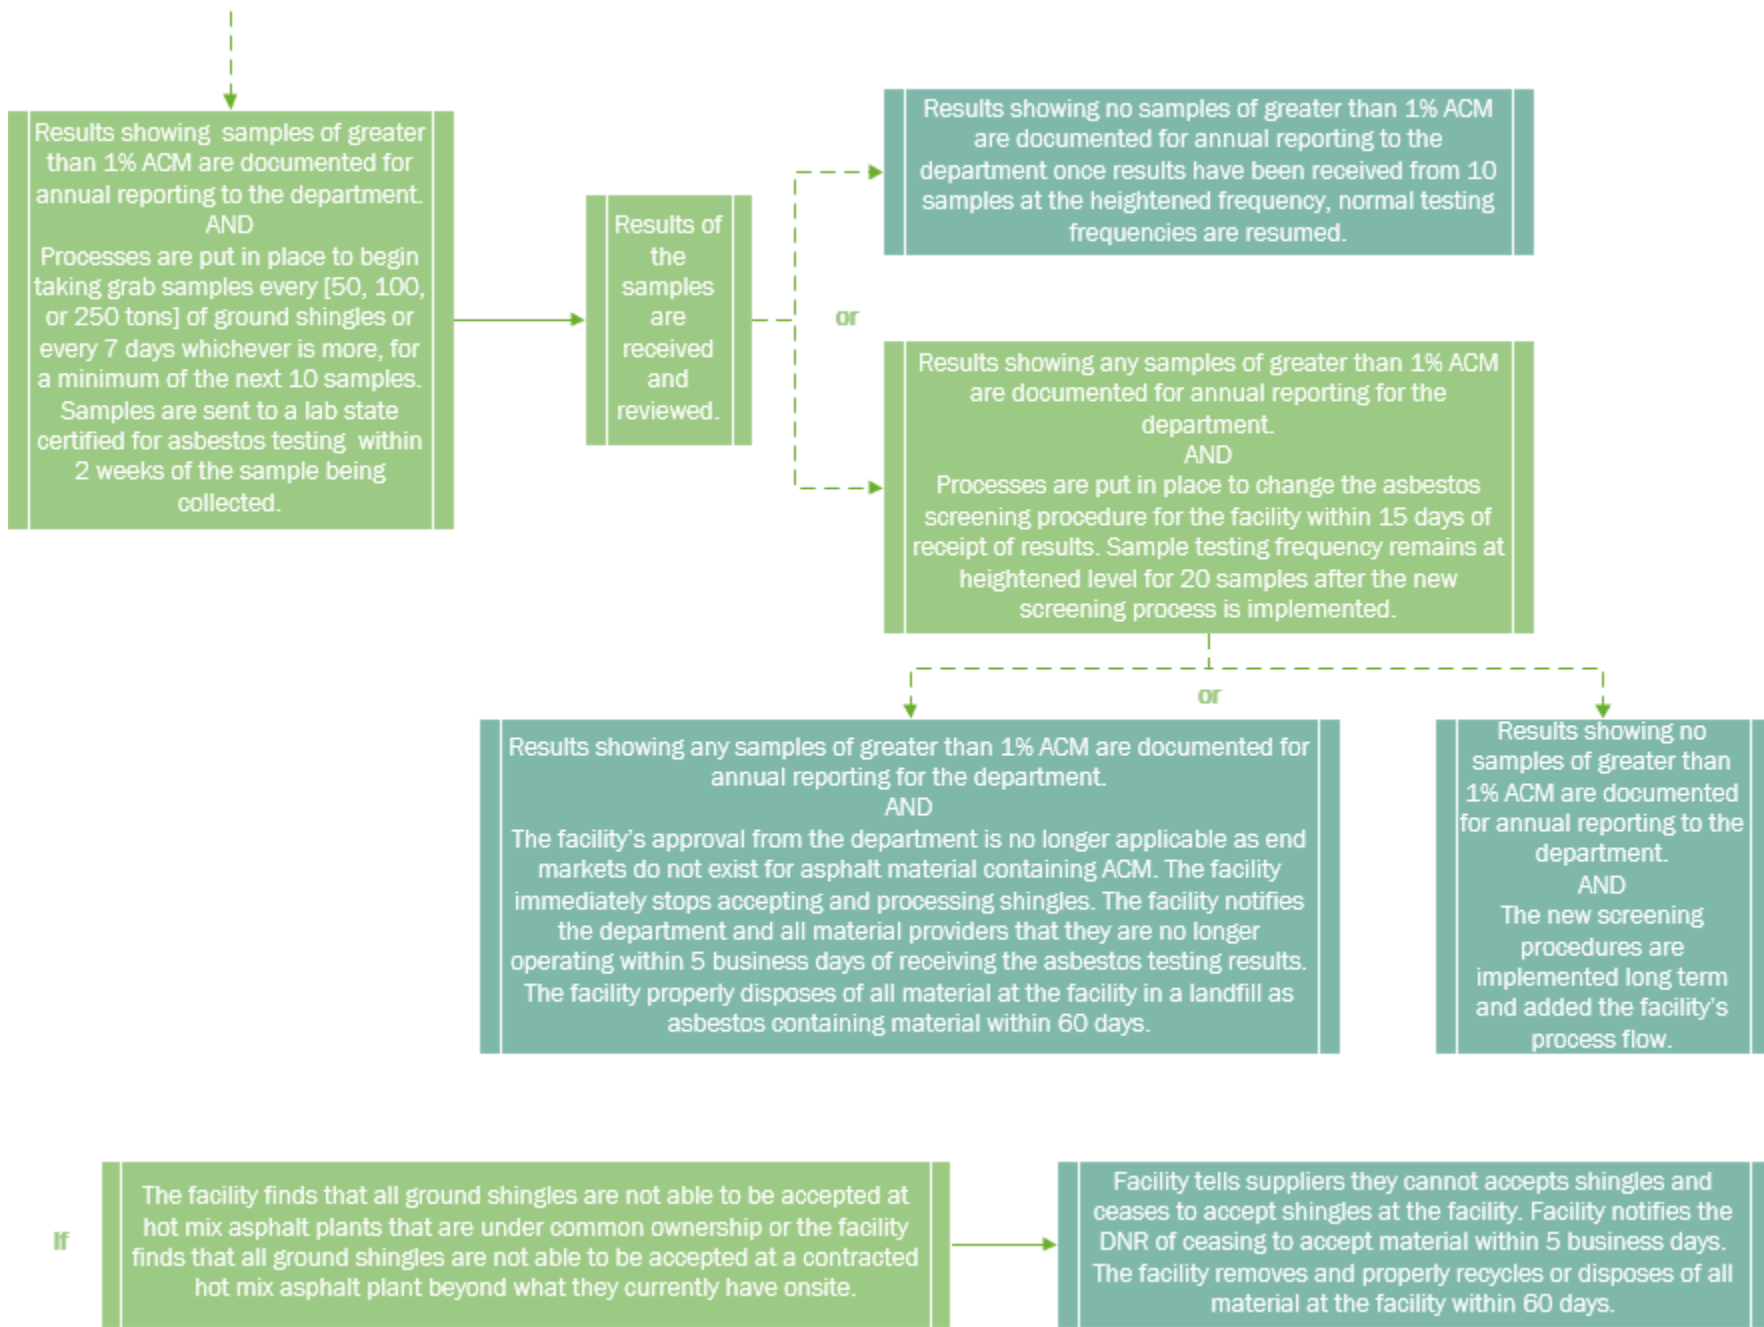 Results showing samples of greater
than 1% ACM are documented for
annual reporting to the department.
AND
Processes are put in place to begin
taking grab samples every [50, 100,
or 250 tons] of ground shingles or
every 7 days whichever is more, for
a minimum of the next 10 samples.
Samples are sent to a lab state
certified for asbestos testing within
2 weeks of the sample being
collected.
Results of
the
samples
are
received
and
reviewed.
Results showing no samples of greater than 1% ACM
are documented for annual reporting to the
department once results have been received from 10
samples at the heightened frequency, normal testing
frequencies are resumed.
or
Results showing any samples of greater than 1% ACM
are documented for annual reporting for the
department.
AND
Processes are put in place to change the asbestos
screening procedure for the facility within 15 days of
receipt of results. Sample testing frequency remains at
heightened level for 20 samples after the new
screening process is implemented.
or
Results showing any samples of greater than 1% ACM are documented for
annual reporting for the department.
AND
The facility's approval from the department is no longer applicable as end
markets do not exist for asphalt material containing ACM. The facility
immediately stops accepting and processing shingles. The facility notifies
the department and all material providers that they are no longer
operating within 5 business days of receiving the asbestos testing results.
The facility properly disposes of all material at the facility in a landfill as
asbestos containing material within 60 days.
Results showing no
samples of greater than
1% ACM are documented
for annual reporting to the
department.
AND
The new screening
procedures are
implemented long term
and added the facility's
process flow.
If
The facility finds that all ground shingles are not able to be accepted at
hot mix asphalt plants that are under common ownership or the facility
finds that all ground shingles are not able to be accepted at a contracted
hot mix asphalt plant beyond what they currently have onsite.
Facility tells suppliers they cannot accepts shingles and
ceases to accept shingles at the facility. Facility notifies the
DNR of ceasing to accept material within 5 business days.
The facility removes and properly recycles or disposes of all
material at the facility within 60 days.